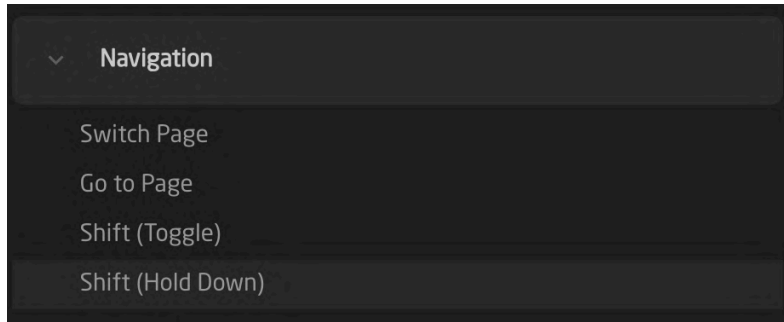 Navigation
Switch Page
Go to Page
Shift (Toggle)
Shift (Hold Down)